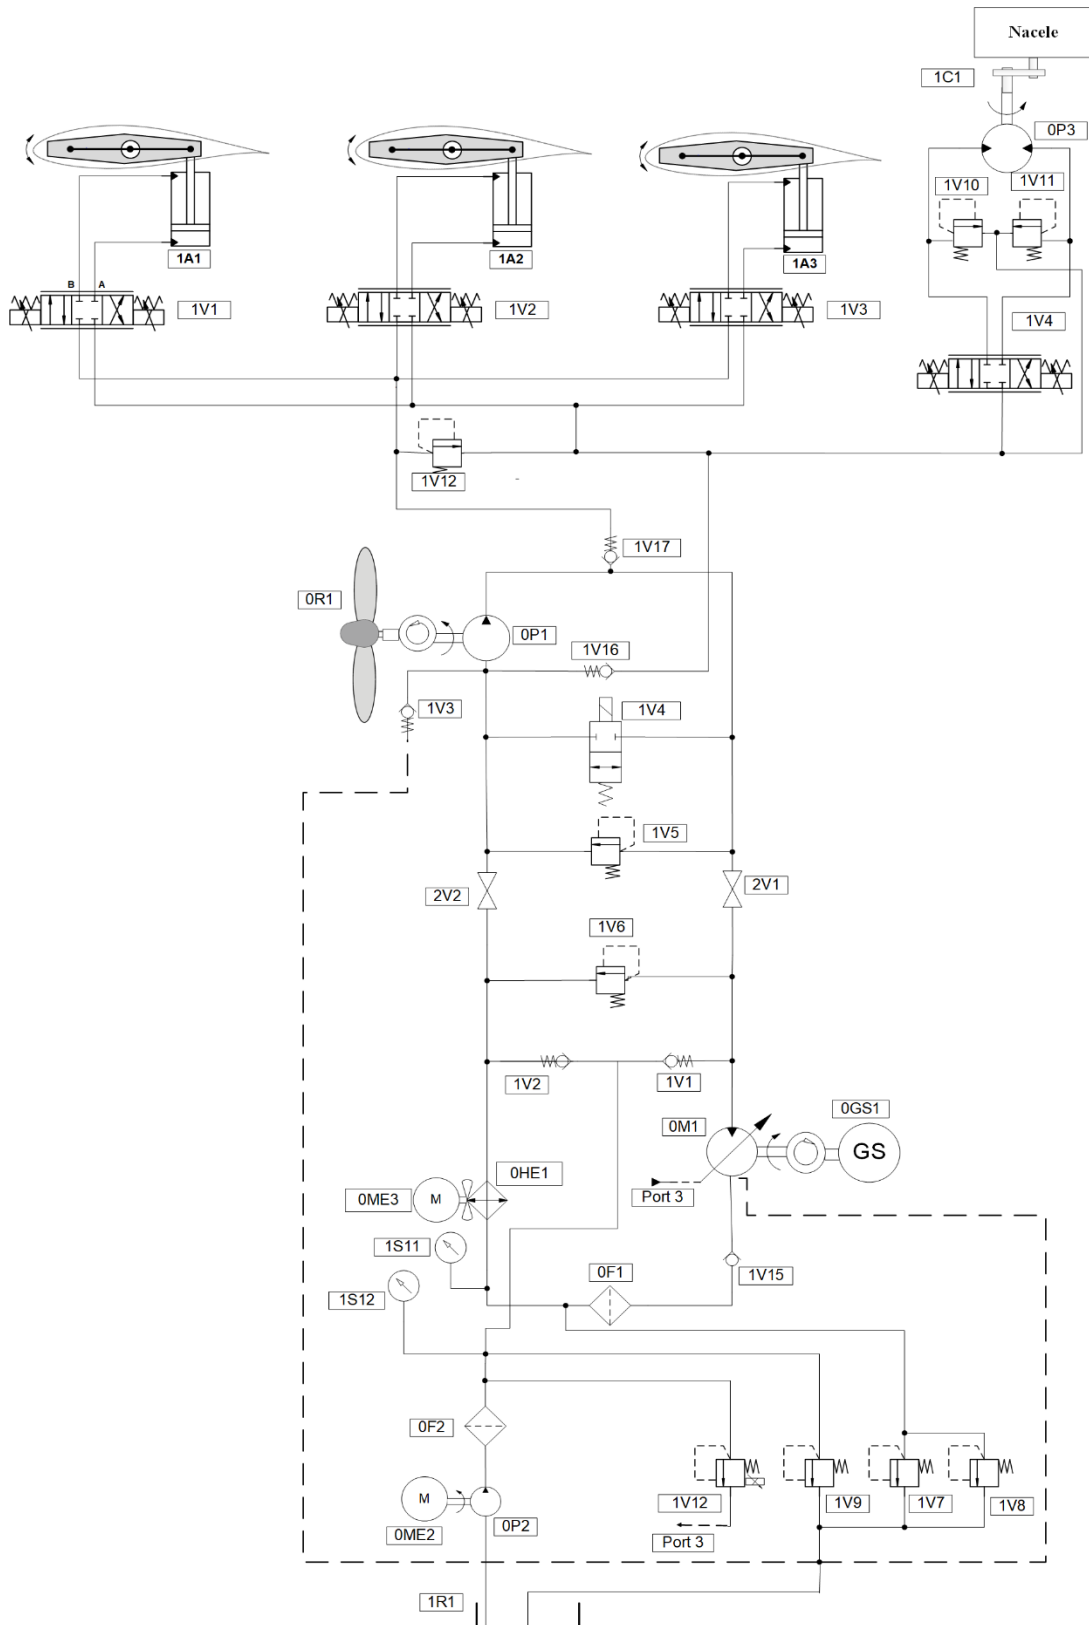 Nacele
1C1
0P3
1V10
1V11
1A1
1A2
1A3
B
A
1V1
1V2
1V3
1V4
1V12
1V17
0R1
0P1
1V16
1V3
1V4
1V5
2V2
2V1
1V6
1V2
1V1
0M1
0GS1
GS
0HE1
0ME3
M
Port 3
1S11
1V15
0F1
1S12
0F2
M
0ME2
0P2
1V12
1V9
1V7
1V8
Port 3
1R1